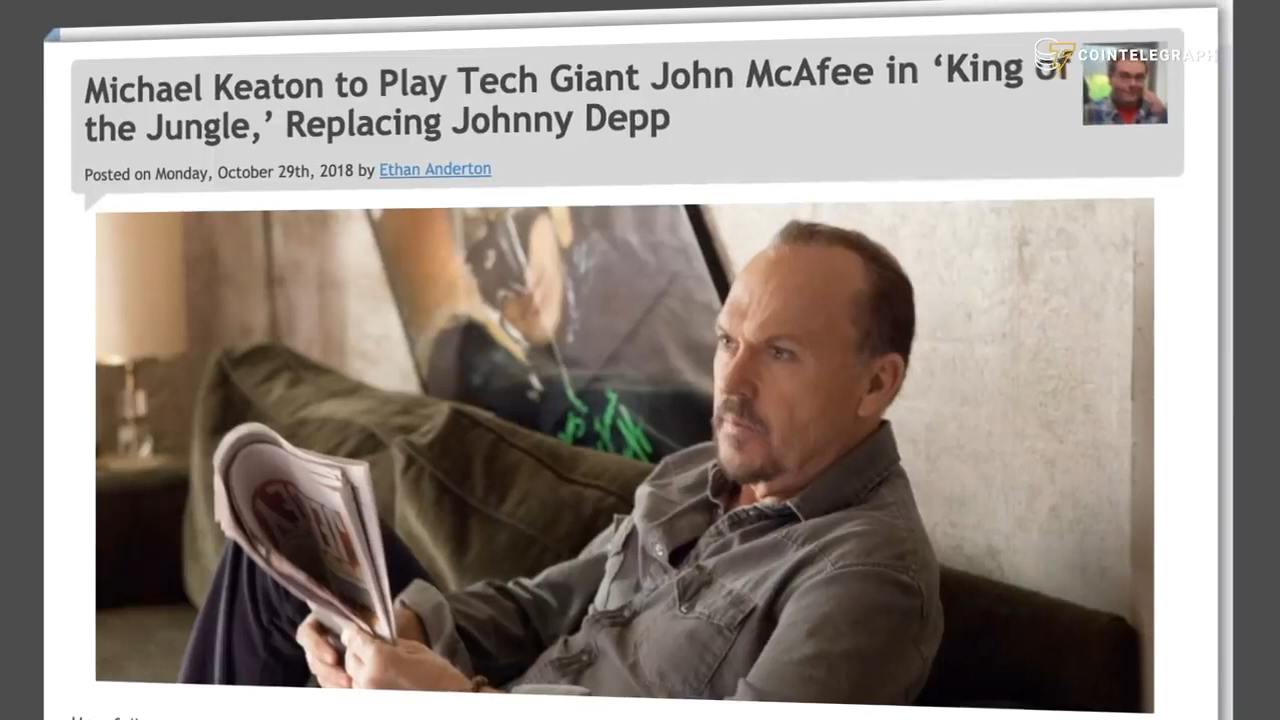 COINTELEGRAPH
Michael Keaton to Play Tech Giant John McAfee in ‘King of
the Jungle,’ Replacing Johnny Depp
Posted on Monday, October 29th, 2018 by Ethan Anderton